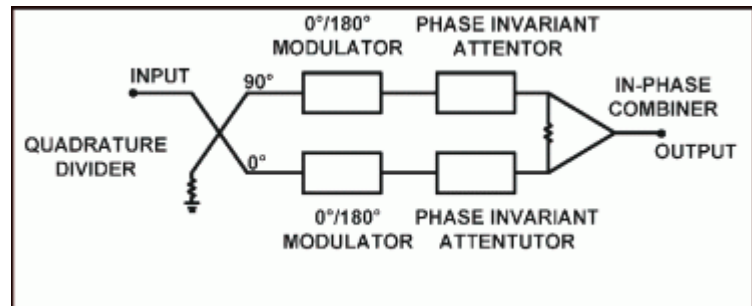 0°/180°
MODULATOR
PHASE INVARIANT
ATTENTOR
INPUT
90°
IN-PHASE
COMBINER
QUADRATURE
DIVIDER
0°
OUTPUT
0°/180°
MODULATOR
PHASE INVARIANT
ATTENTUTOR